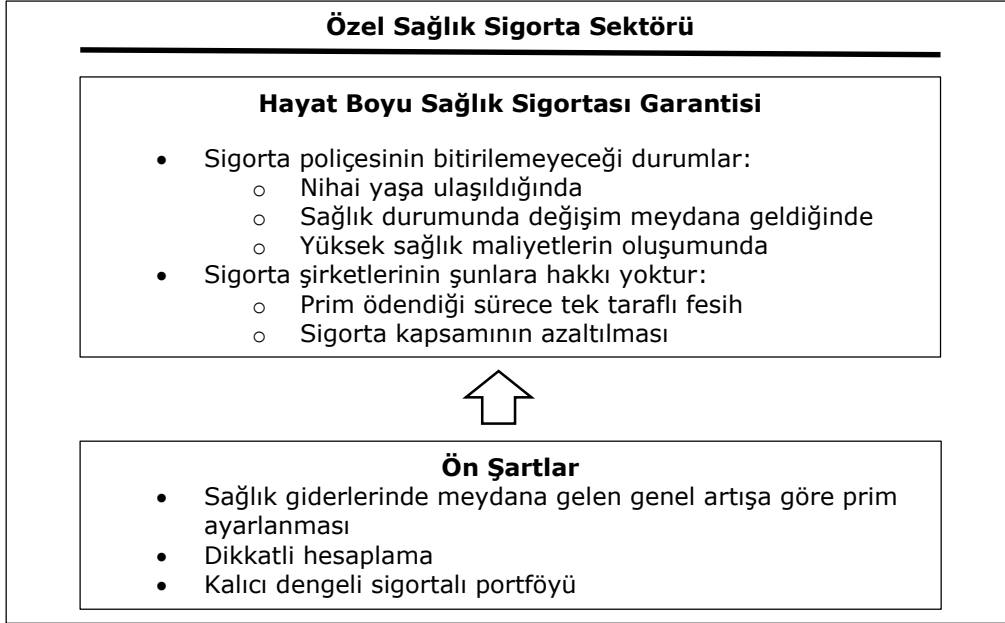 Özel Sağlık Sigorta Sektörü
Hayat Boyu Sağlık Sigortası Garantisi
• Sigorta poliçesinin bitirilemeyeceği durumlar:
o Nihai yaşa ulaşıldığında
o Sağlık durumunda değişim meydana geldiğinde
o Yüksek sağlık maliyetlerin oluşumunda
• Sigorta şirketlerinin şunlara hakkı yoktur:
o Prim ödendiği sürece tek taraflı fesih
o Sigorta kapsamının azaltılması
Ön Şartlar
• Sağlık giderlerinde meydana gelen genel artışa göre prim
ayarlanması
• Dikkatli hesaplama
• Kalıcı dengeli sigortalı portföyü